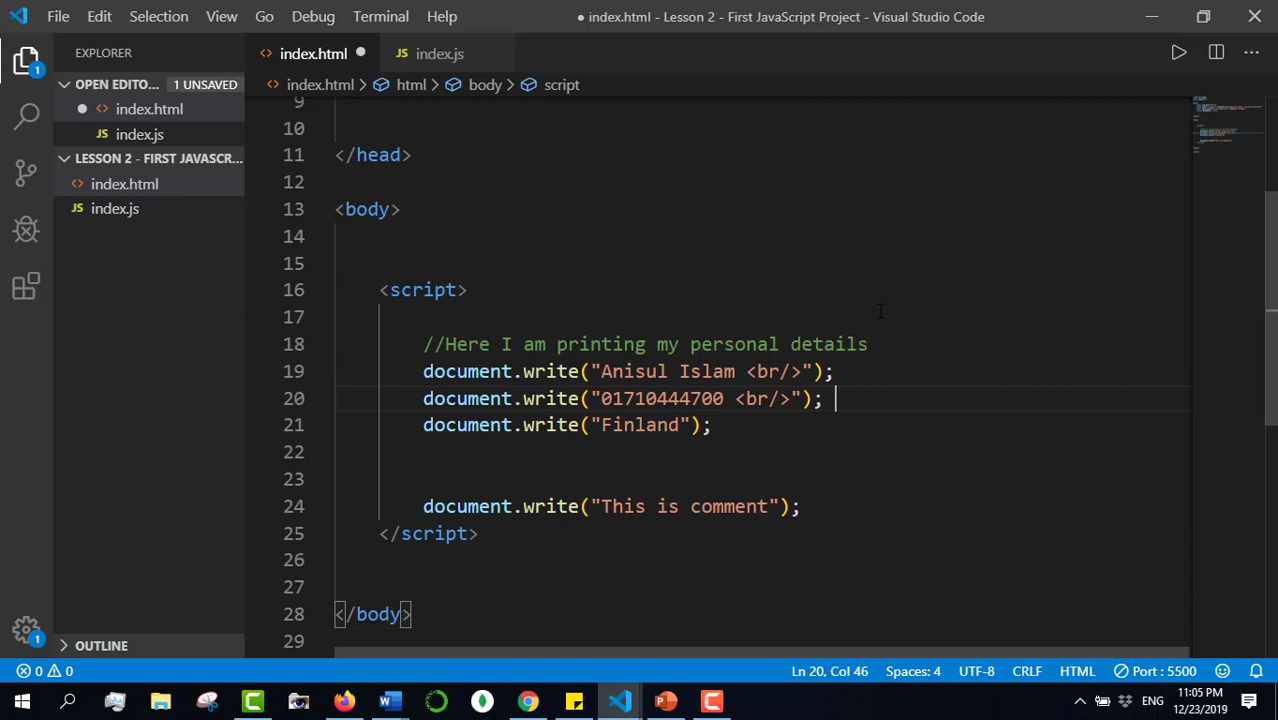 File Edit Selection View Go Debug Terminal Help
● index.html - Lesson 2 - First JavaScript Project - Visual Studio Code
EXPLORER
OPEN EDITO... 1 UNSAVED
<> index.html
JS index.js
LESSON 2 - FIRST JAVASCR...
<> index.html
JS index.js
OUTLINE
<> index.html ●
JS index.js
<> index.html > html > body > script
9
10
11 </head>
12
13 <body>
14
15
16 <script>
17
18 //Here I am printing my personal details
19 document.write("Anisul Islam <br/>");
20 document.write("01710444700 <br/>");
21 document.write("Finland");
22
23
24 document.write("This is comment");
25 </script>
26
27
28 </body>
29
1
1
0 0 Ln 20, Col 46 Spaces: 4 UTF-8 CRLF HTML Port : 5500
ENG
11:05 PM
12/23/2019